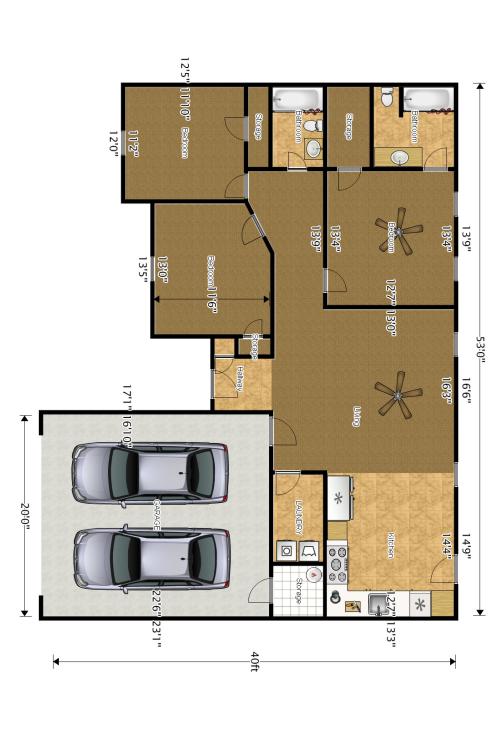 12'5"
11'10"
Bedroom
11'2"
12'0"
Storage
Bathroom
Storage
Bathroom
13'9"
13'4"
Bedroom
13'4"
13'9"
12'7"
13'0"
13'5"
13'0"
Bedroom
11'6"
Storage
Hallway
Living
16'3"
16'6"
53'0"
17'1"
16'10"
GARAGE
20'0"
22'6"
23'1"
LAUNDRY
Storage
Kitchen
14'4"
14'9"
12'7"
13'3"
40ft